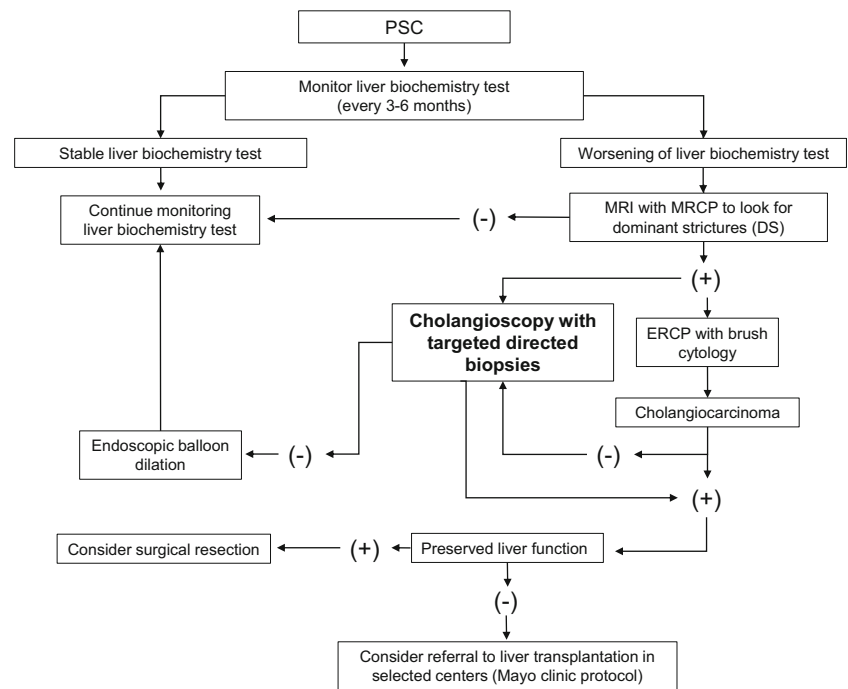 PSC
Monitor liver biochemistry test
(every 3-6 months)
Stable liver biochemistry test
Worsening of liver biochemistry test
Continue monitoring
liver biochemistry test
(-)
MRI with MRCP to look for
dominant strictures (DS)
(+)
Cholangioscopy with
targeted directed
biopsies
ERCP with brush
cytology
Cholangiocarcinoma
Endoscopic balloon
dilation
(-)
(-)
(+)
Consider surgical resection
(+)
Preserved liver function
(-)
Consider referral to liver transplantation in
selected centers (Mayo clinic protocol)